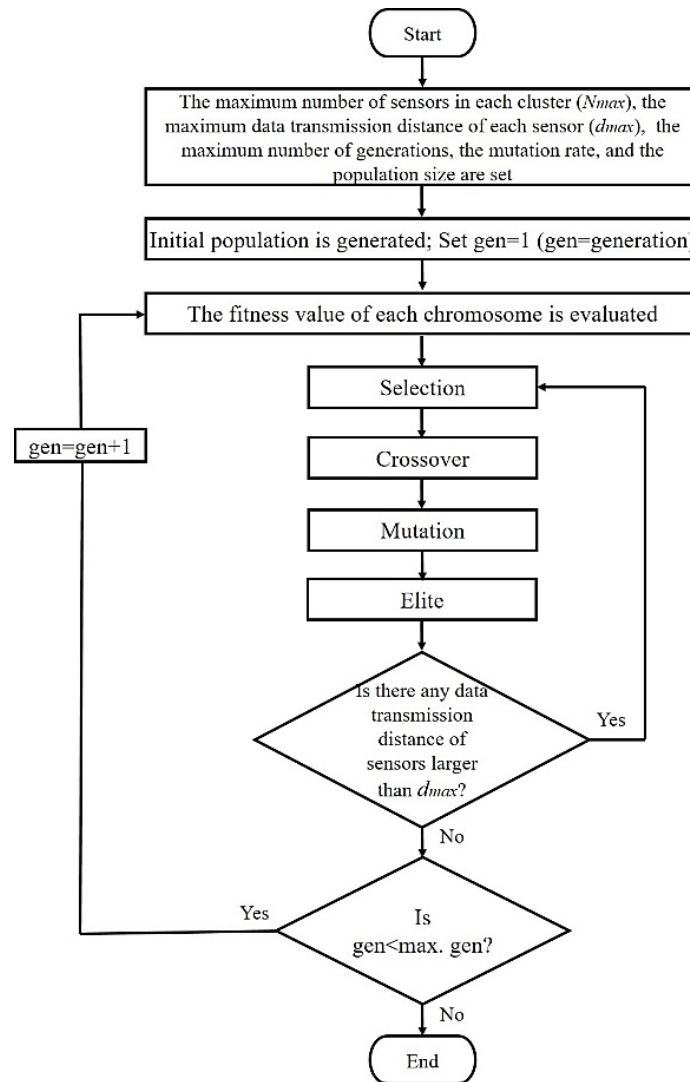 Start
The maximum number of sensors in each cluster (Nmax), the
maximum data transmission distance of each sensor (dmax), the
maximum number of generations, the mutation rate, and the
population size are set
Initial population is generated; Set gen=1 (gen=generation)
The fitness value of each chromosome is evaluated
Selection
gen=gen+1
Crossover
Mutation
Elite
Is there any data
transmission
distance of
sensors larger
than dmax?
Yes
No
Yes
Is
gen<max. gen?
No
End